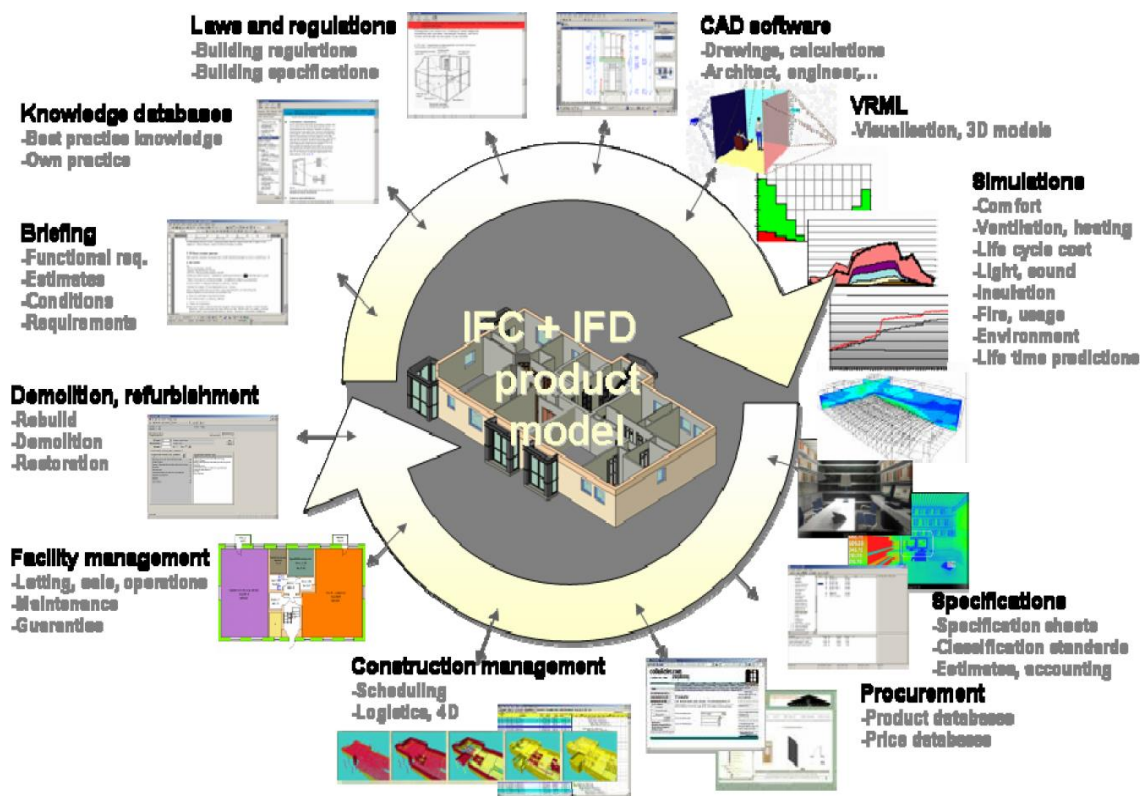 Laws and regulations
-Building regulations
-Building specifications
CAD software
-Drawings, calculations
-Architect, engineer,...
Knowledge databases
-Best practise knowledge
-Own practice
VRML
-Visualisation, 3D models
Simulations
-Comfort
-Ventilation, heating
-Life cycle cost
-Light, sound
-Insulation
-Fire, usage
-Environment
-Life time predictions
Briefing
-Functional req.
-Estimates
-Conditions
-Requirements
IFC + IFD
product
model
Demolition, refurbishment
-Rebuild
-Demolition
-Restoration
Facility management
-Letting, sale, operations
-Maintenance
-Guaranties
Specifications
-Specification sheets
-Classification standards
-Estimates, accounting
Construction management
-Scheduling
-Logistics, 4D
Procurement
-Product databases
-Price databases